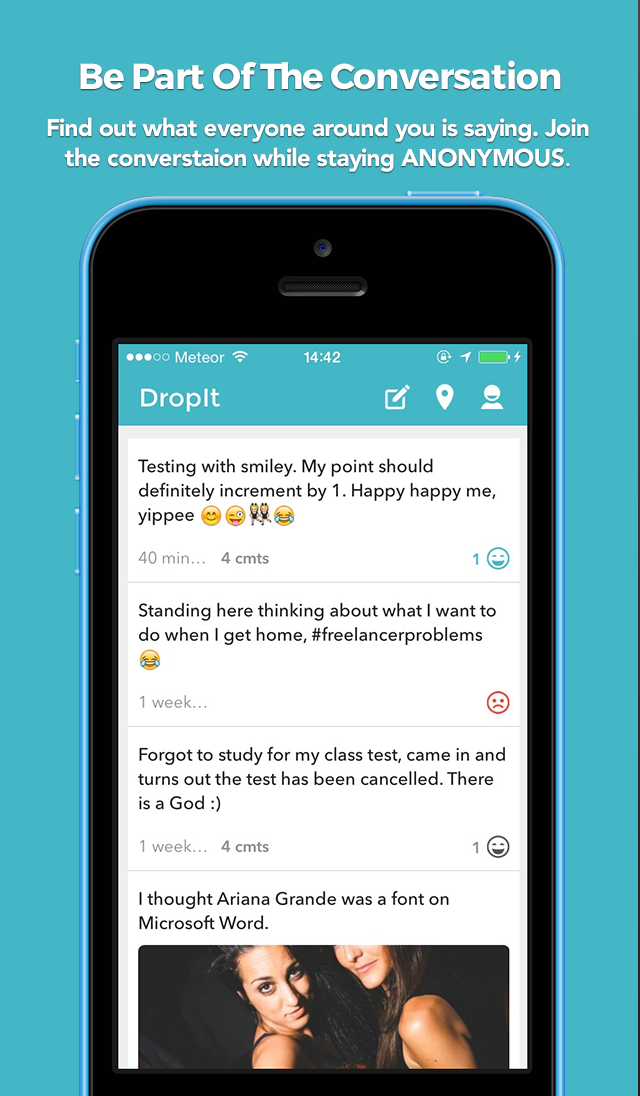 Be Part Of The Conversation
Find out what everyone around you is saying. Join
the converstaion while staying ANONYMOUS.
Meteor 14:42
DropIt
Testing with smiley. My point should
definitely increment by 1. Happy happy me,
yippee 😊😜👯😂
40 min... 4 cmts 1
Standing here thinking about what I want to
do when I get home, #freelancerproblems
😂
1 week...
Forgot to study for my class test, came in and
turns out the test has been cancelled. There
is a God :)
1 week... 4 cmts 1
I thought Ariana Grande was a font on
Microsoft Word.